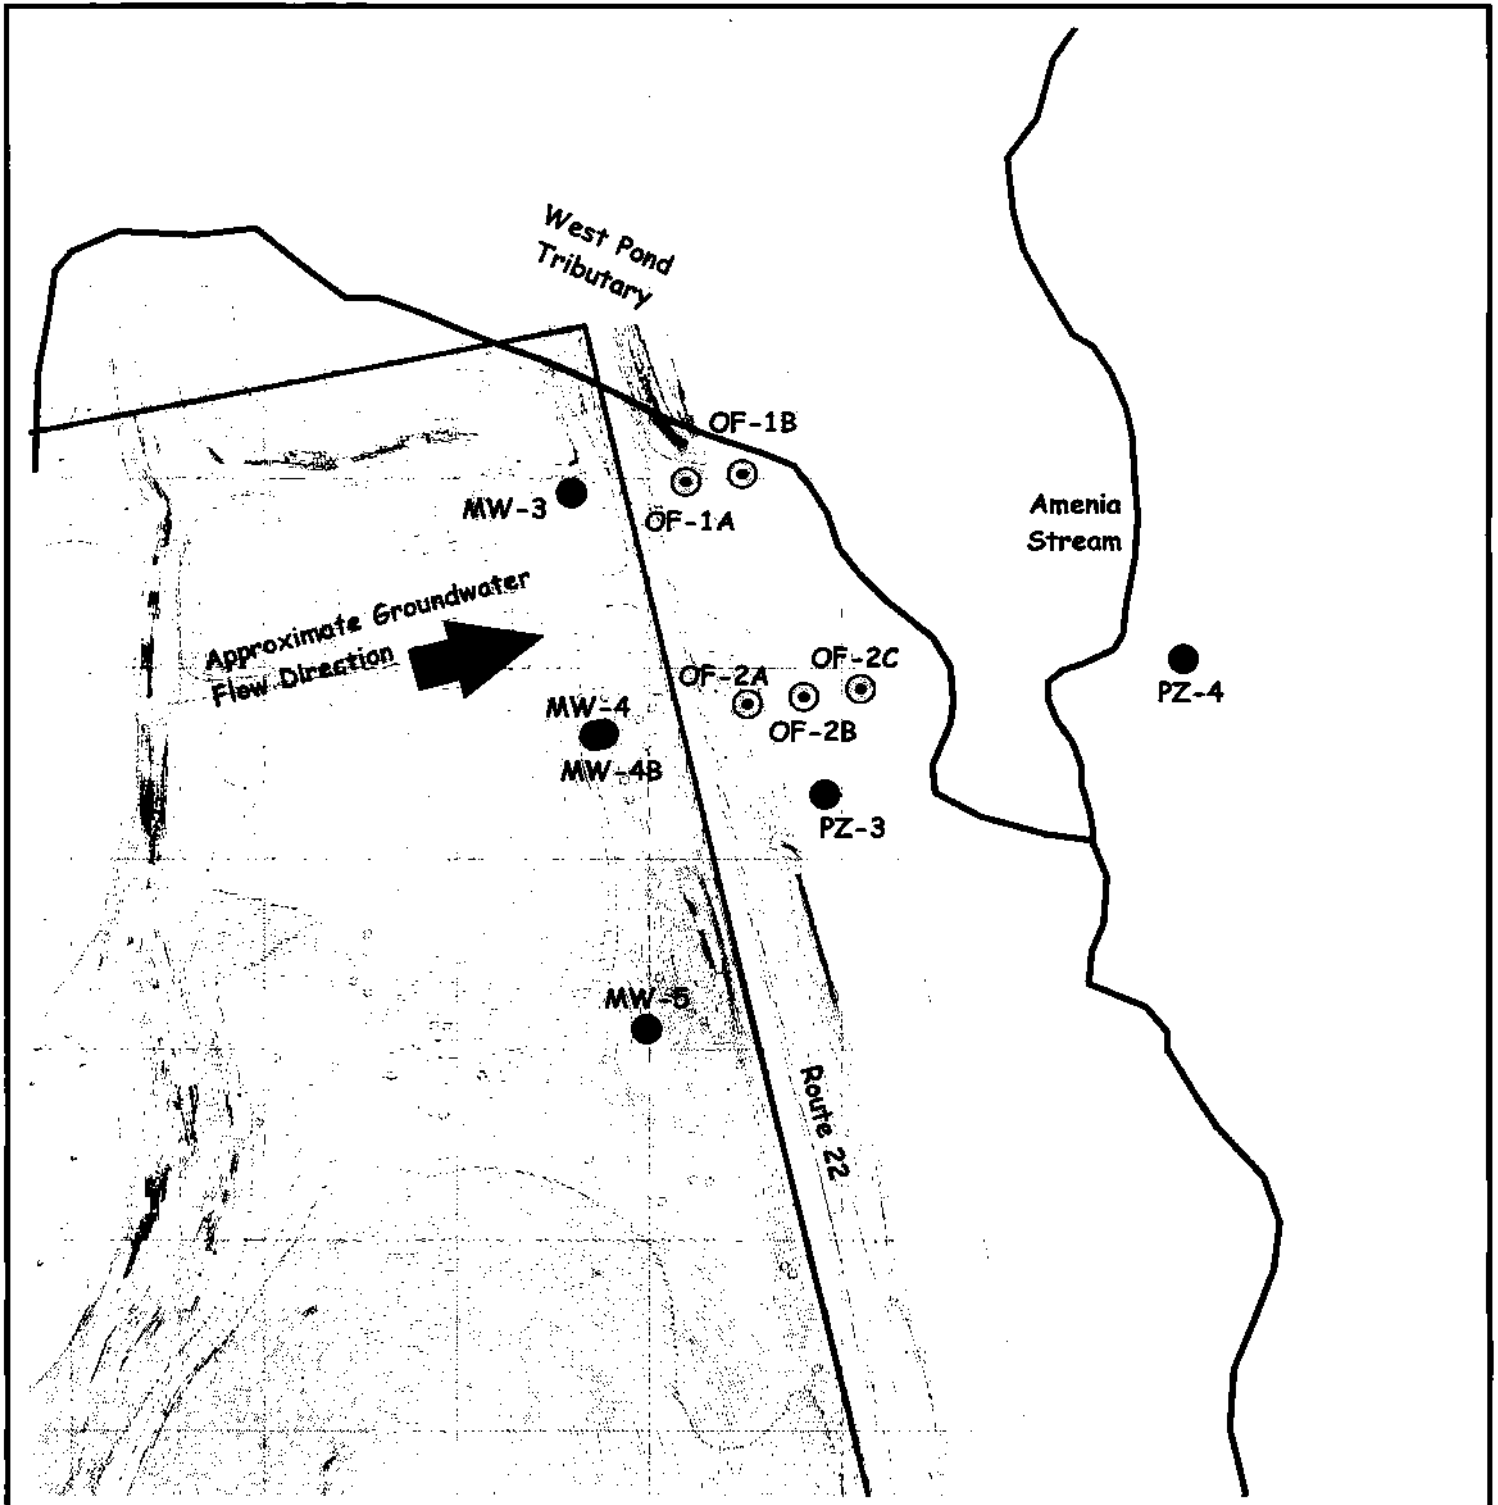 West Pond
Tributary
OF-1B
MW-3
OF-1A
Amenia
Stream
Approximate Groundwater
Flow Direction
OF-2A
OF-2C
PZ-4
MW-4
OF-2B
MW-4B
PZ-3
MW-5
Route 22